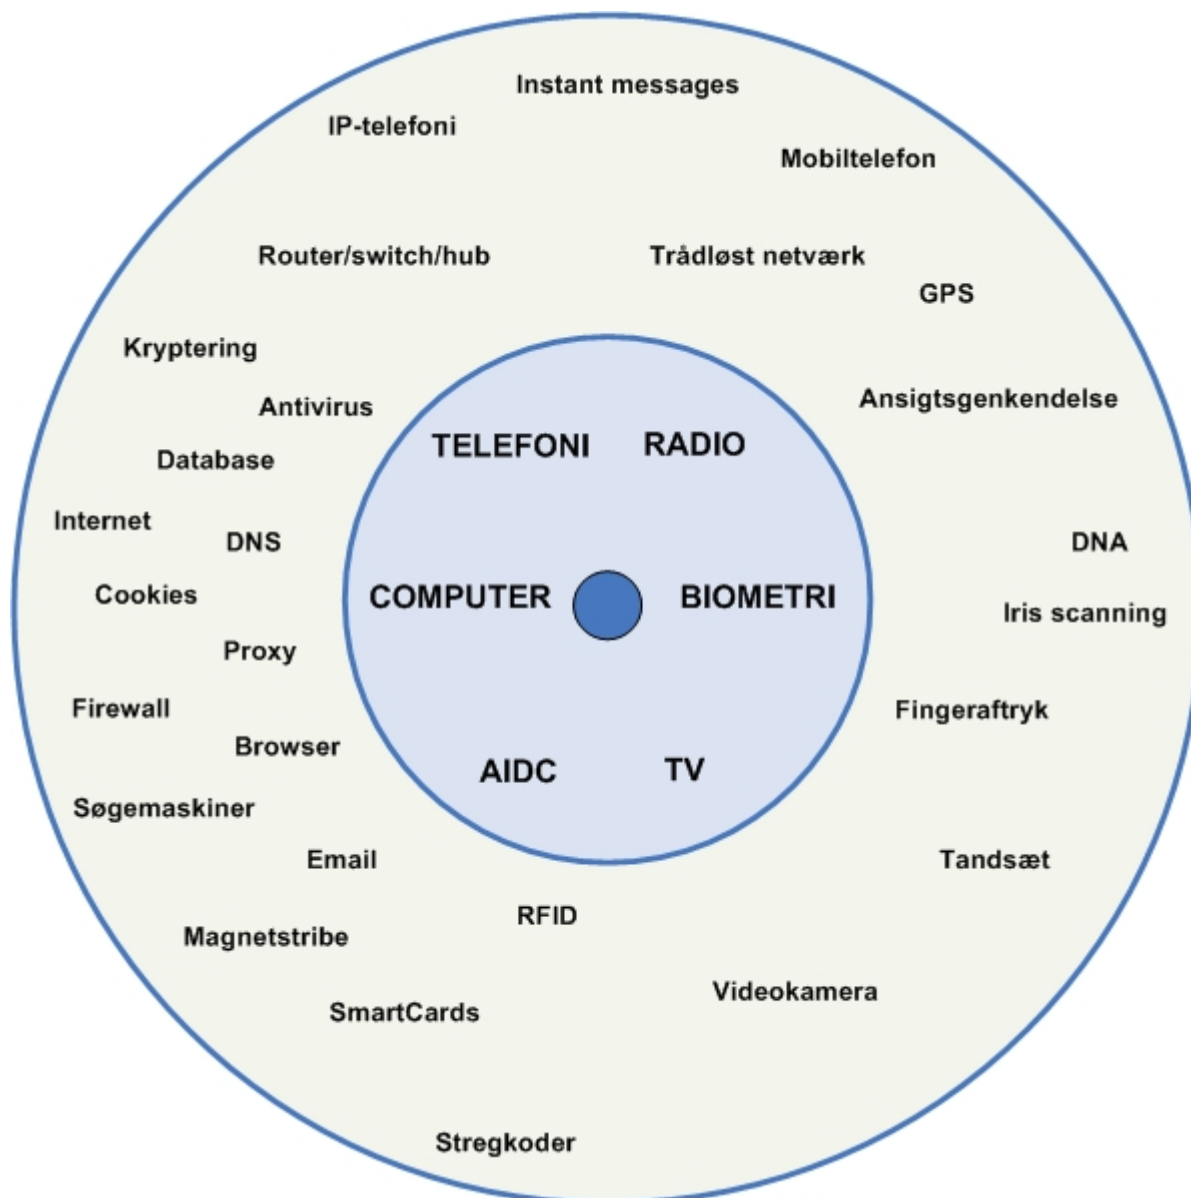 Instant messages
IP-telefoni
Mobiltelefon
Router/switch/hub
Trådløst netværk
GPS
Kryptering
Ansigtsgenkendelse
Antivirus
TELEFONI
RADIO
Database
Internet
DNS
DNA
Cookies
COMPUTER
BIOMETRI
Iris scanning
Proxy
Firewall
Fingeraftryk
Browser
AIDC
TV
Søgemaskiner
Email
Tandsæt
RFID
Magnetstribe
Videokamera
SmartCards
Stregkoder